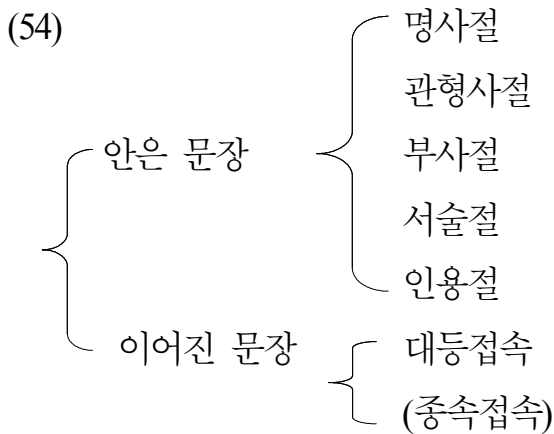 (54)
명사절
관형사절
안은 문장
부사절
서술절
인용절
이어진 문장
대등접속
(종속접속)